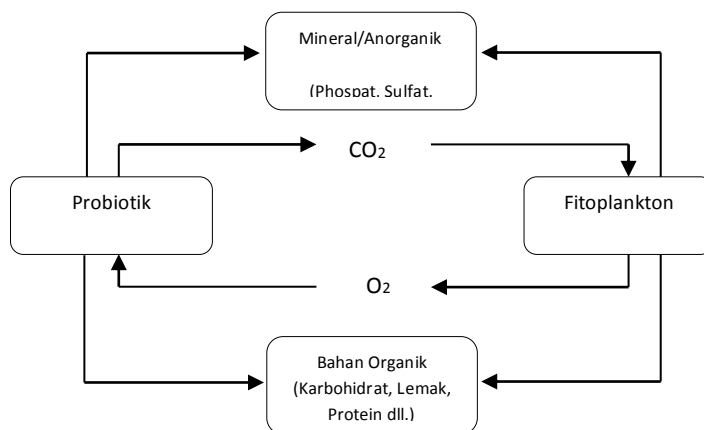 Mineral/Anorganik
(Phospat. Sulfat.
CO₂
Probiotik
Fitoplankton
O₂
Bahan Organik
(Karbohidrat, Lemak,
Protein dll.)